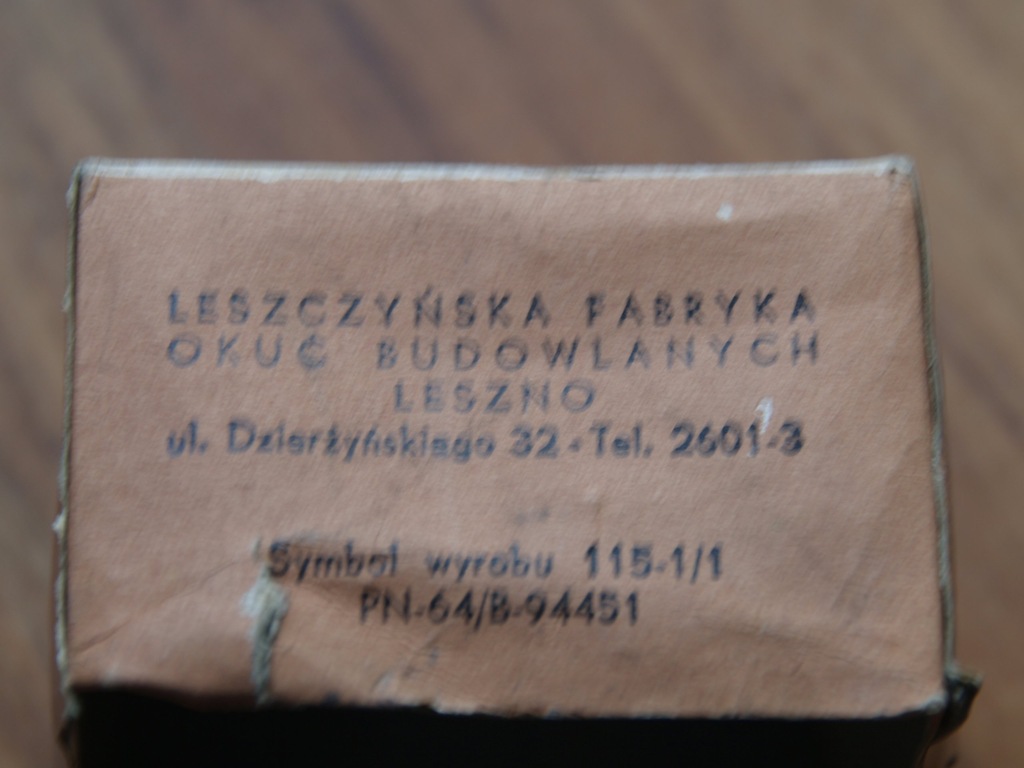 LESZCZYŃSKA FABRYKA
OKUĆ BUDOWLANYCH
LESZNO
ul. Dzierżyńskiego 32 - Tel. 2601-3
Symbol wyrobu 115-1/1
PN-64/B-94451